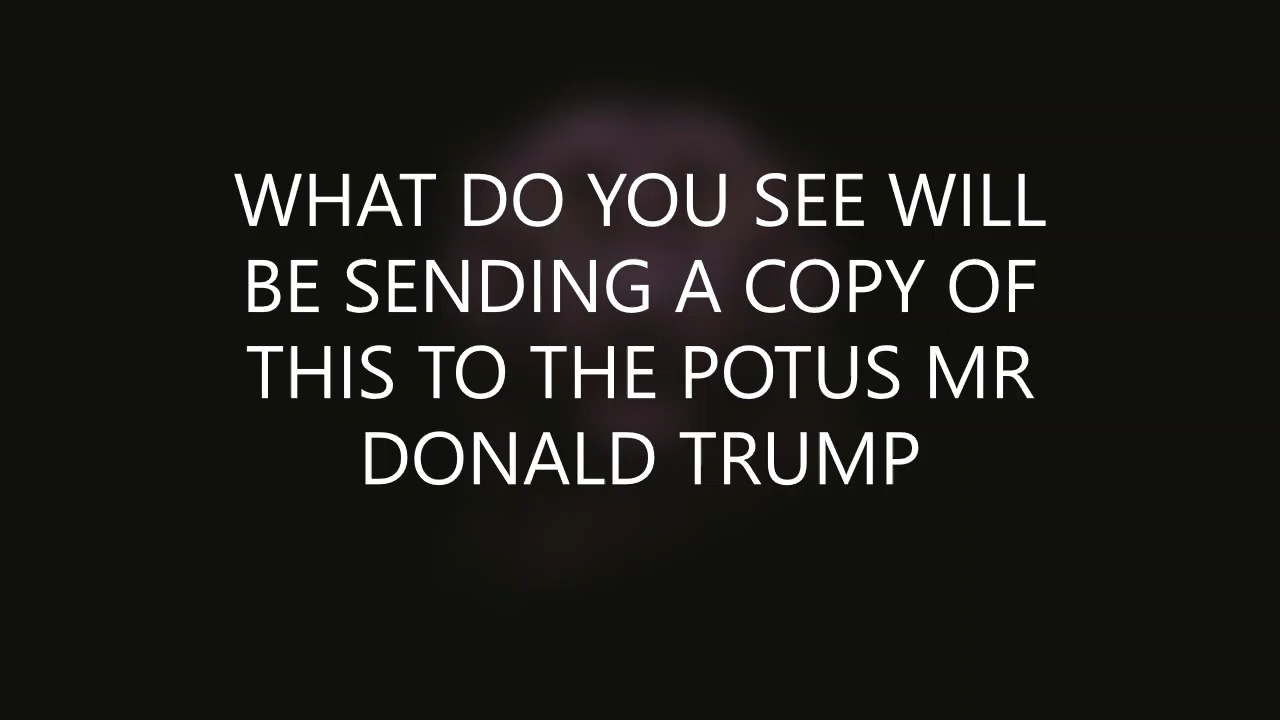 WHAT DO YOU SEE WILL
BE SENDING A COPY OF
THIS TO THE POTUS MR
DONALD TRUMP